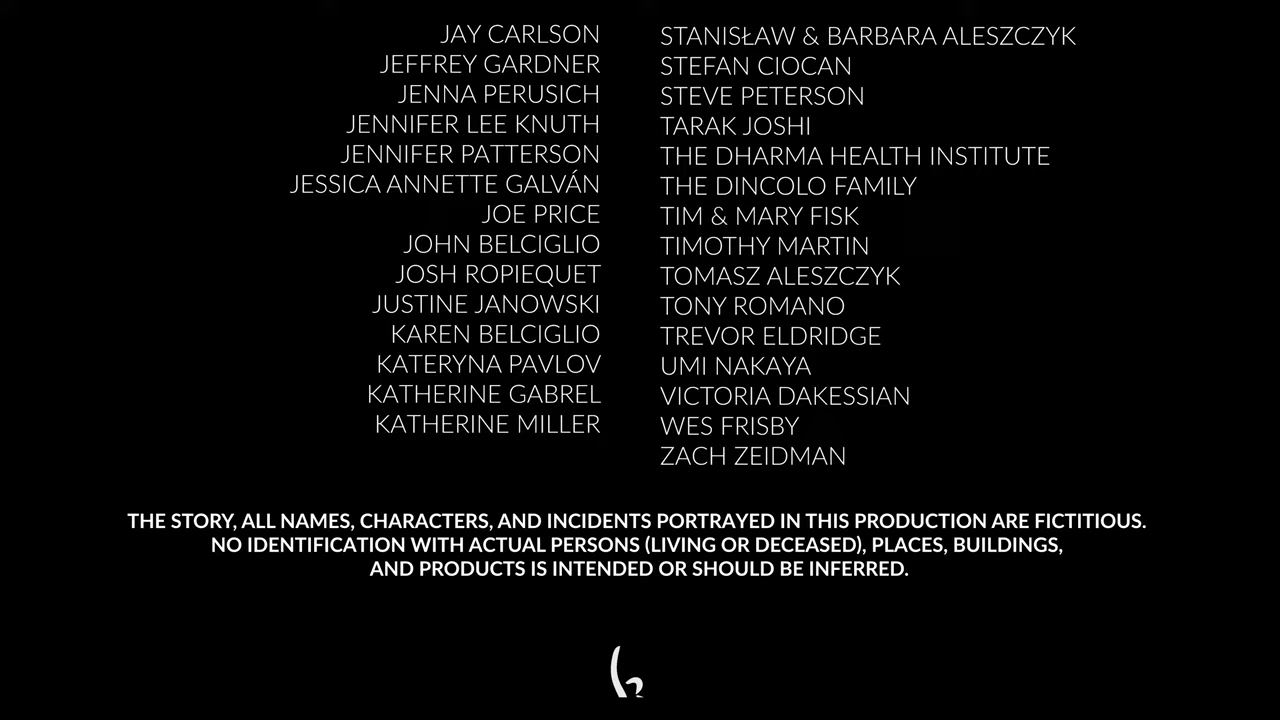 JAY CARLSON
JEFFREY GARDNER
JENNA PERUSICH
JENNIFER LEE KNUTH
JENNIFER PATTERSON
JESSICA ANNETTE GALVÁN
JOE PRICE
JOHN BELCIGLIO
JOSH ROPIEQUET
JUSTINE JANOWSKI
KAREN BELCIGLIO
KATERYNA PAVLOV
KATHERINE GABREL
KATHERINE MILLER
STANISŁAW & BARBARA ALESZCZYK
STEFAN CIOCAN
STEVE PETERSON
TARAK JOSHI
THE DHARMA HEALTH INSTITUTE
THE DINCOLO FAMILY
TIM & MARY FISK
TIMOTHY MARTIN
TOMASZ ALESZCZYK
TONY ROMANO
TREVOR ELDRIDGE
UMI NAKAYA
VICTORIA DAKESSIAN
WES FRISBY
ZACH ZEIDMAN
THE STORY, ALL NAMES, CHARACTERS, AND INCIDENTS PORTRAYED IN THIS PRODUCTION ARE FICTITIOUS.
NO IDENTIFICATION WITH ACTUAL PERSONS (LIVING OR DECEASED), PLACES, BUILDINGS,
AND PRODUCTS IS INTENDED OR SHOULD BE INFERRED.